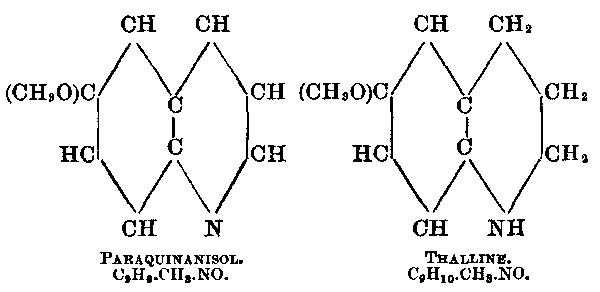 CH CH CH CH₂
(CH₃O)C CH (CH₃O)C CH₂
C C
C C
HC CH HC CH₂
CH N CH NH
PARAQUINANISOL. THALLINE.
C₉H₆.CH₃.NO. C₉H₁₀.CH₃.NO.